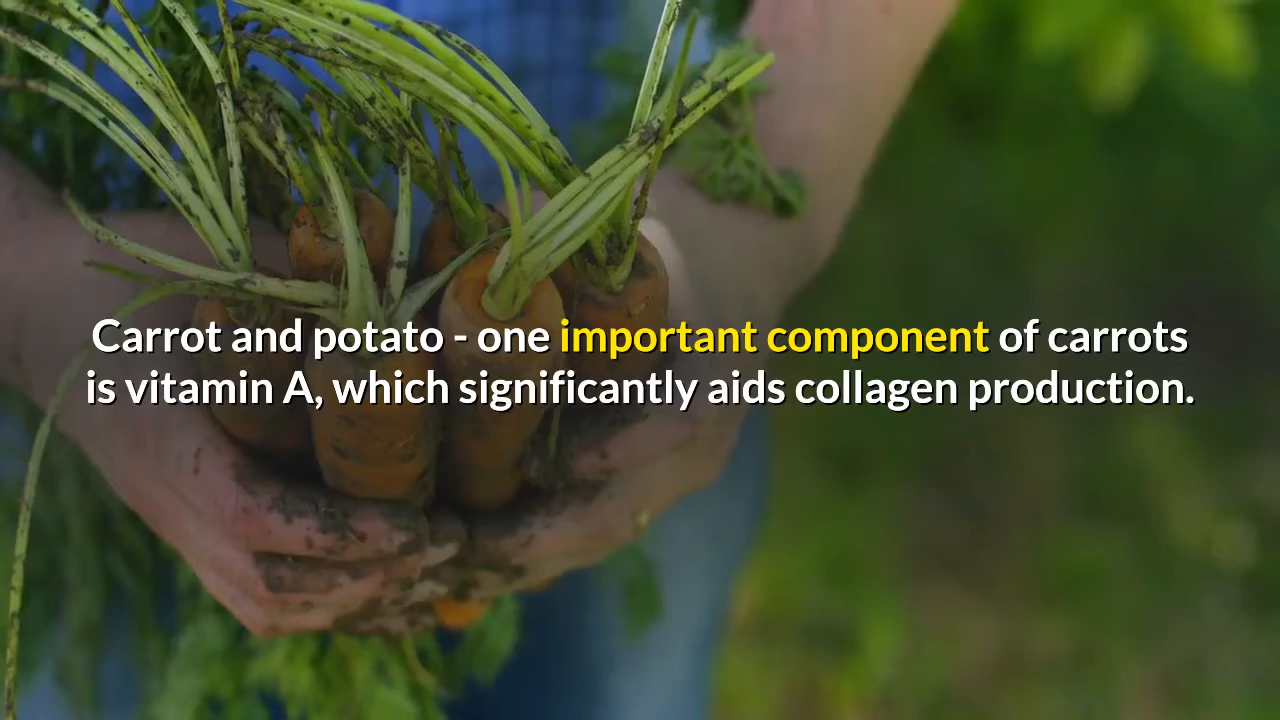 Carrot and potato - one important component of carrots
is vitamin A, which significantly aids collagen production.